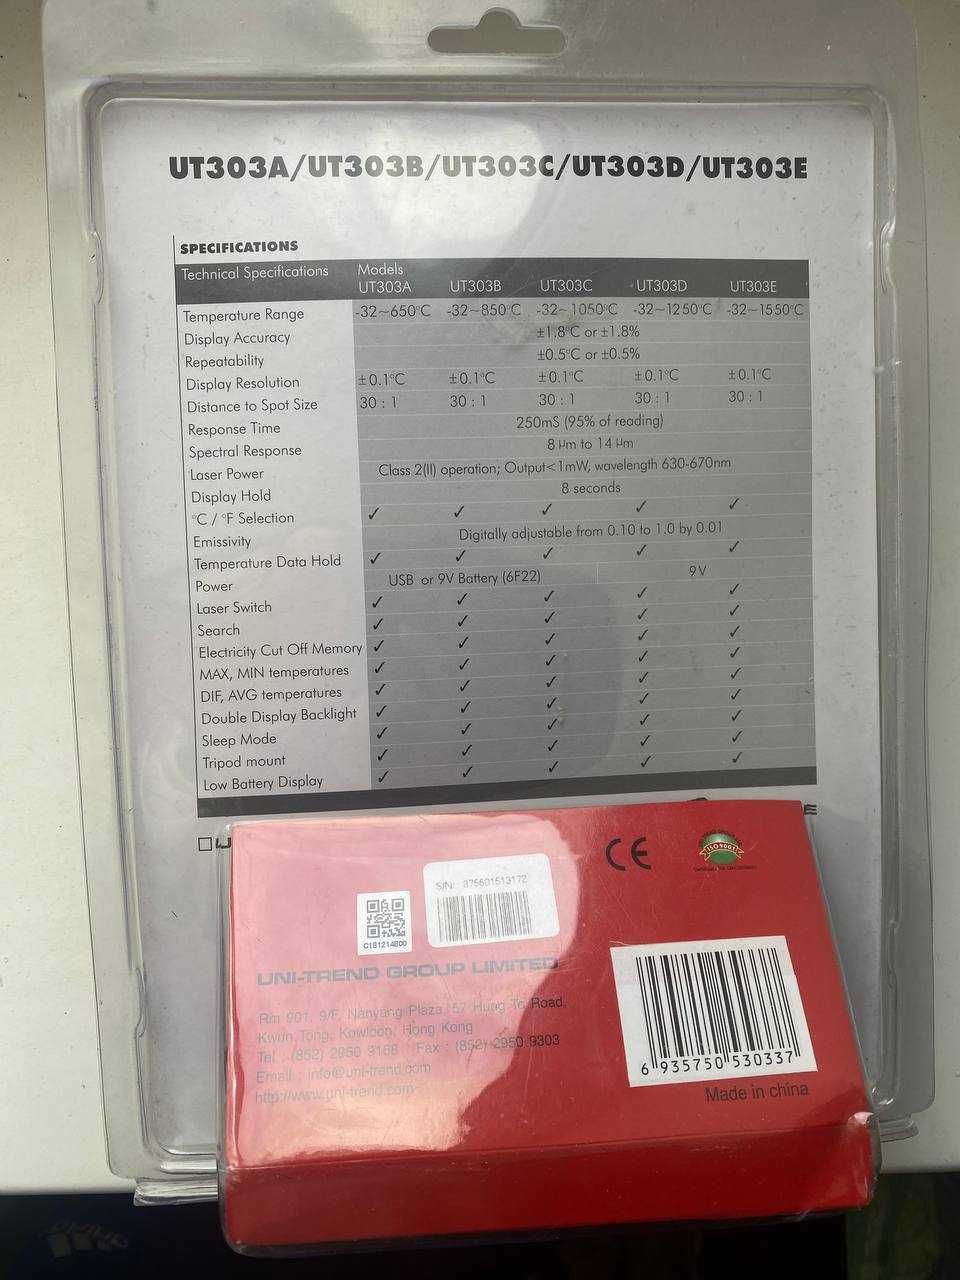 UT303A/UT303B/UT303C/UT303D/UT303E
SPECIFICATIONS
Technical Specifications Models
UT303A UT303B UT303C UT303D UT303E
Temperature Range -32~650°C -32~850°C -32~1050°C -32~1250°C -32~1550°C
Display Accuracy ±1.8°C or ±1.8%
Repeatability ±0.5°C or ±0.5%
Display Resolution ±0.1°C ±0.1°C ±0.1°C ±0.1°C ±0.1°C
Distance to Spot Size 30 : 1 30 : 1 30 : 1 30 : 1 30 : 1
Response Time 250mS (95% of reading)
Spectral Response 8 µm to 14 µm
Laser Power Class 2(II) operation; Output<1mW, wavelength 630-670nm
Display Hold 8 seconds
°C / °F Selection ✓ ✓ ✓ ✓ ✓
Emissivity Digitally adjustable from 0.10 to 1.0 by 0.01
Temperature Data Hold ✓ ✓ ✓ ✓ ✓
Power USB or 9V Battery (6F22) 9V
Laser Switch ✓ ✓ ✓ ✓ ✓
Search ✓ ✓ ✓ ✓ ✓
Electricity Cut Off Memory ✓ ✓ ✓ ✓ ✓
MAX, MIN temperatures ✓ ✓ ✓ ✓ ✓
DIF, AVG temperatures ✓ ✓ ✓ ✓ ✓
Double Display Backlight ✓ ✓ ✓ ✓ ✓
Sleep Mode ✓ ✓ ✓ ✓ ✓
Tripod mount ✓ ✓ ✓ ✓ ✓
Low Battery Display ✓ ✓ ✓ ✓ ✓
CE
ISO 9001
S/N: 875601513172
C181214800
UNI-TREND GROUP LIMITED
Rm 901, 9/F, Nanyang Plaza, 57 Hung To Road,
Kwun Tong, Kowloon, Hong Kong
Tel : (852) 2950 9168 Fax : (852) 2950 9303
Email : info@uni-trend.com
http://www.uni-trend.com
6 935750 530337
Made in china